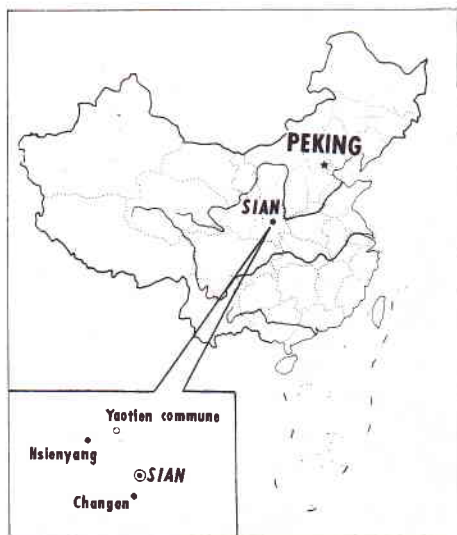 PEKING
SIAN
Yaotien commune
Hsienyang
SIAN
Changan